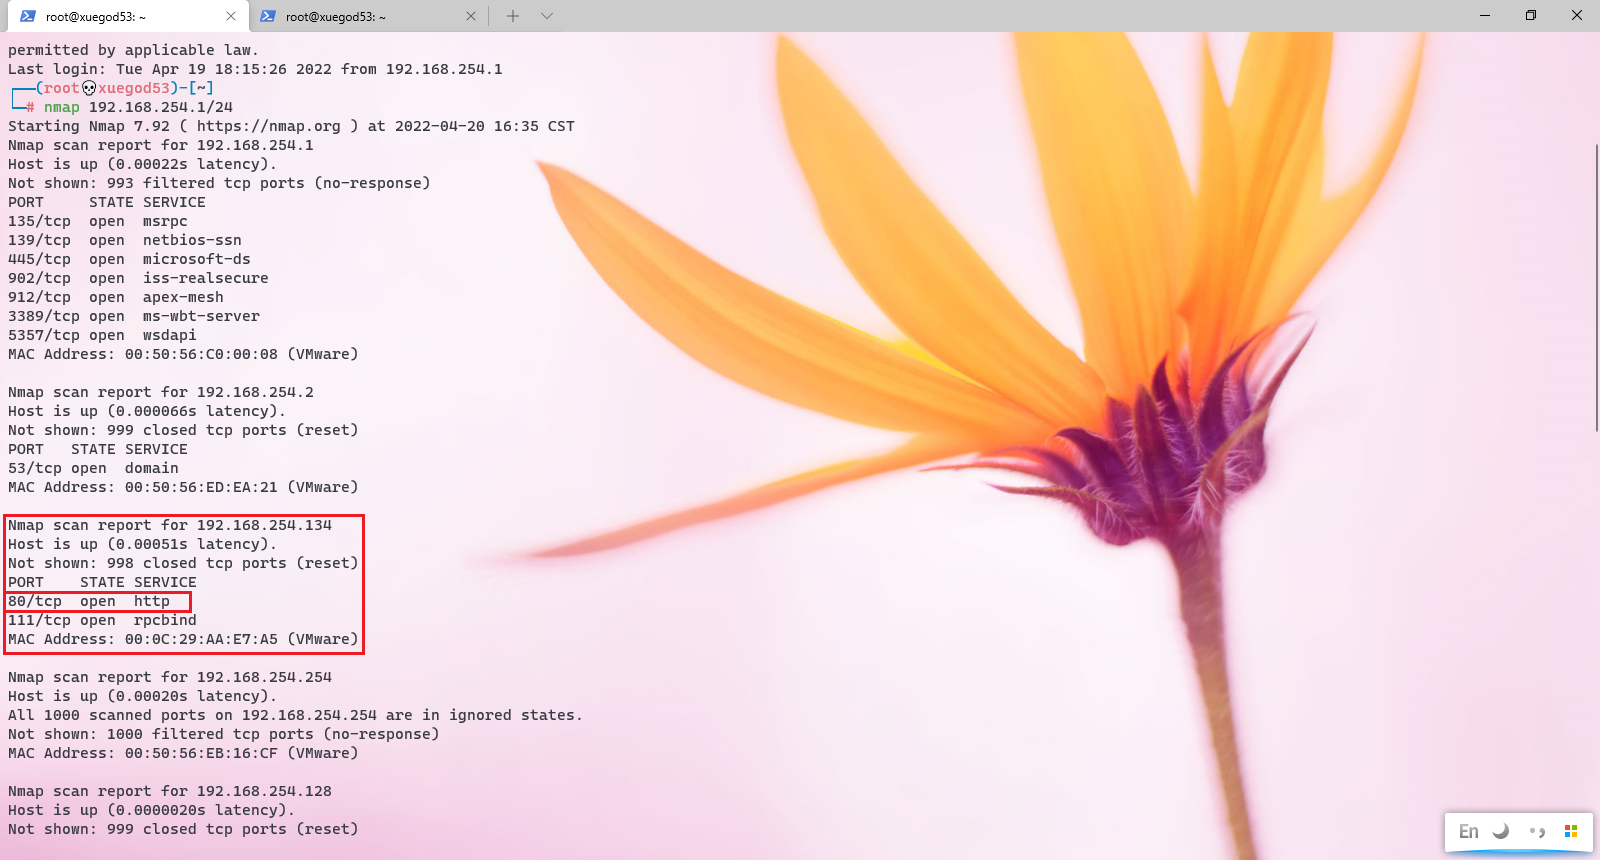 root@xuegod53: ~
root@xuegod53: ~
permitted by applicable law.
Last login: Tue Apr 19 18:15:26 2022 from 192.168.254.1
┌──(root💀xuegod53)-[~]
└─# nmap 192.168.254.1/24
Starting Nmap 7.92 ( https://nmap.org ) at 2022-04-20 16:35 CST
Nmap scan report for 192.168.254.1
Host is up (0.00022s latency).
Not shown: 993 filtered tcp ports (no-response)
PORT     STATE SERVICE
135/tcp  open  msrpc
139/tcp  open  netbios-ssn
445/tcp  open  microsoft-ds
902/tcp  open  iss-realsecure
912/tcp  open  apex-mesh
3389/tcp open  ms-wbt-server
5357/tcp open  wsdapi
MAC Address: 00:50:56:C0:00:08 (VMware)
Nmap scan report for 192.168.254.2
Host is up (0.000066s latency).
Not shown: 999 closed tcp ports (reset)
PORT   STATE SERVICE
53/tcp open  domain
MAC Address: 00:50:56:ED:EA:21 (VMware)
Nmap scan report for 192.168.254.134
Host is up (0.00051s latency).
Not shown: 998 closed tcp ports (reset)
PORT    STATE SERVICE
80/tcp  open  http
111/tcp open  rpcbind
MAC Address: 00:0C:29:AA:E7:A5 (VMware)
Nmap scan report for 192.168.254.254
Host is up (0.00020s latency).
All 1000 scanned ports on 192.168.254.254 are in ignored states.
Not shown: 1000 filtered tcp ports (no-response)
MAC Address: 00:50:56:EB:16:CF (VMware)
Nmap scan report for 192.168.254.128
Host is up (0.0000020s latency).
Not shown: 999 closed tcp ports (reset)
En